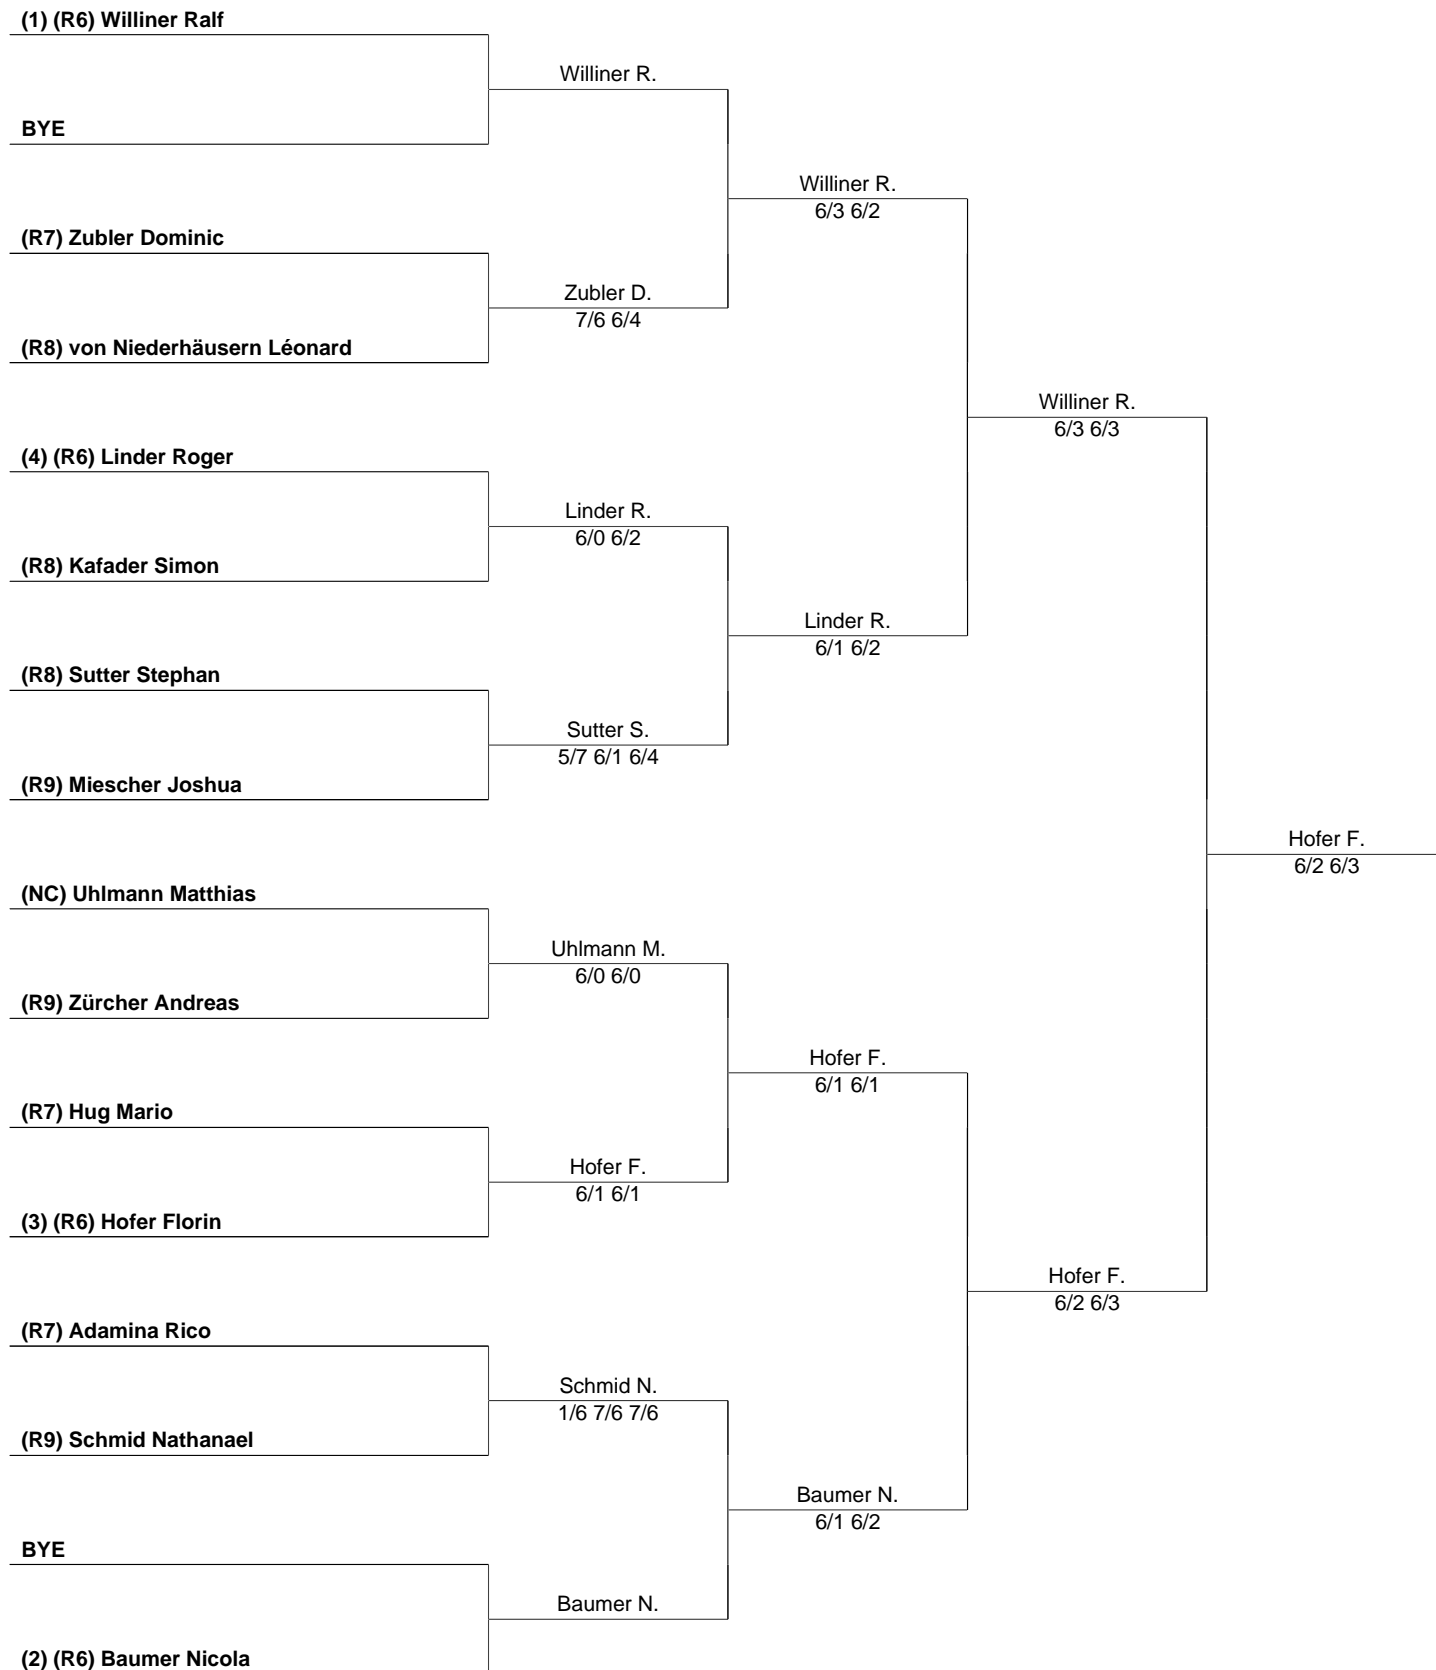 (1) (R6) Williner Ralf
Williner R.
BYE
Williner R.
6/3 6/2
(R7) Zubler Dominic
Zubler D.
7/6 6/4
(R8) von Niederhäusern Léonard
Williner R.
6/3 6/3
(4) (R6) Linder Roger
Linder R.
6/0 6/2
(R8) Kafader Simon
Linder R.
6/1 6/2
(R8) Sutter Stephan
Sutter S.
5/7 6/1 6/4
(R9) Miescher Joshua
Hofer F.
6/2 6/3
(NC) Uhlmann Matthias
Uhlmann M.
6/0 6/0
(R9) Zürcher Andreas
Hofer F.
6/1 6/1
(R7) Hug Mario
Hofer F.
6/1 6/1
(3) (R6) Hofer Florin
Hofer F.
6/2 6/3
(R7) Adamina Rico
Schmid N.
1/6 7/6 7/6
(R9) Schmid Nathanael
Baumer N.
6/1 6/2
BYE
Baumer N.
(2) (R6) Baumer Nicola